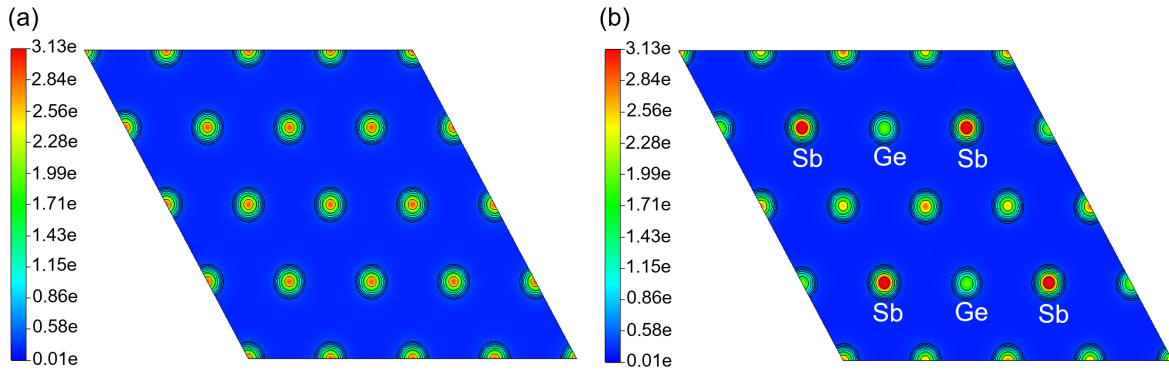 (a)
3.13e
2.84e
2.56e
2.28e
1.99e
1.71e
1.43e
1.15e
0.86e
0.58e
0.01e
(b)
3.13e
2.84e
2.56e
2.28e
1.99e
1.71e
1.43e
1.15e
0.86e
0.58e
0.01e
Sb Ge Sb
Sb Ge Sb